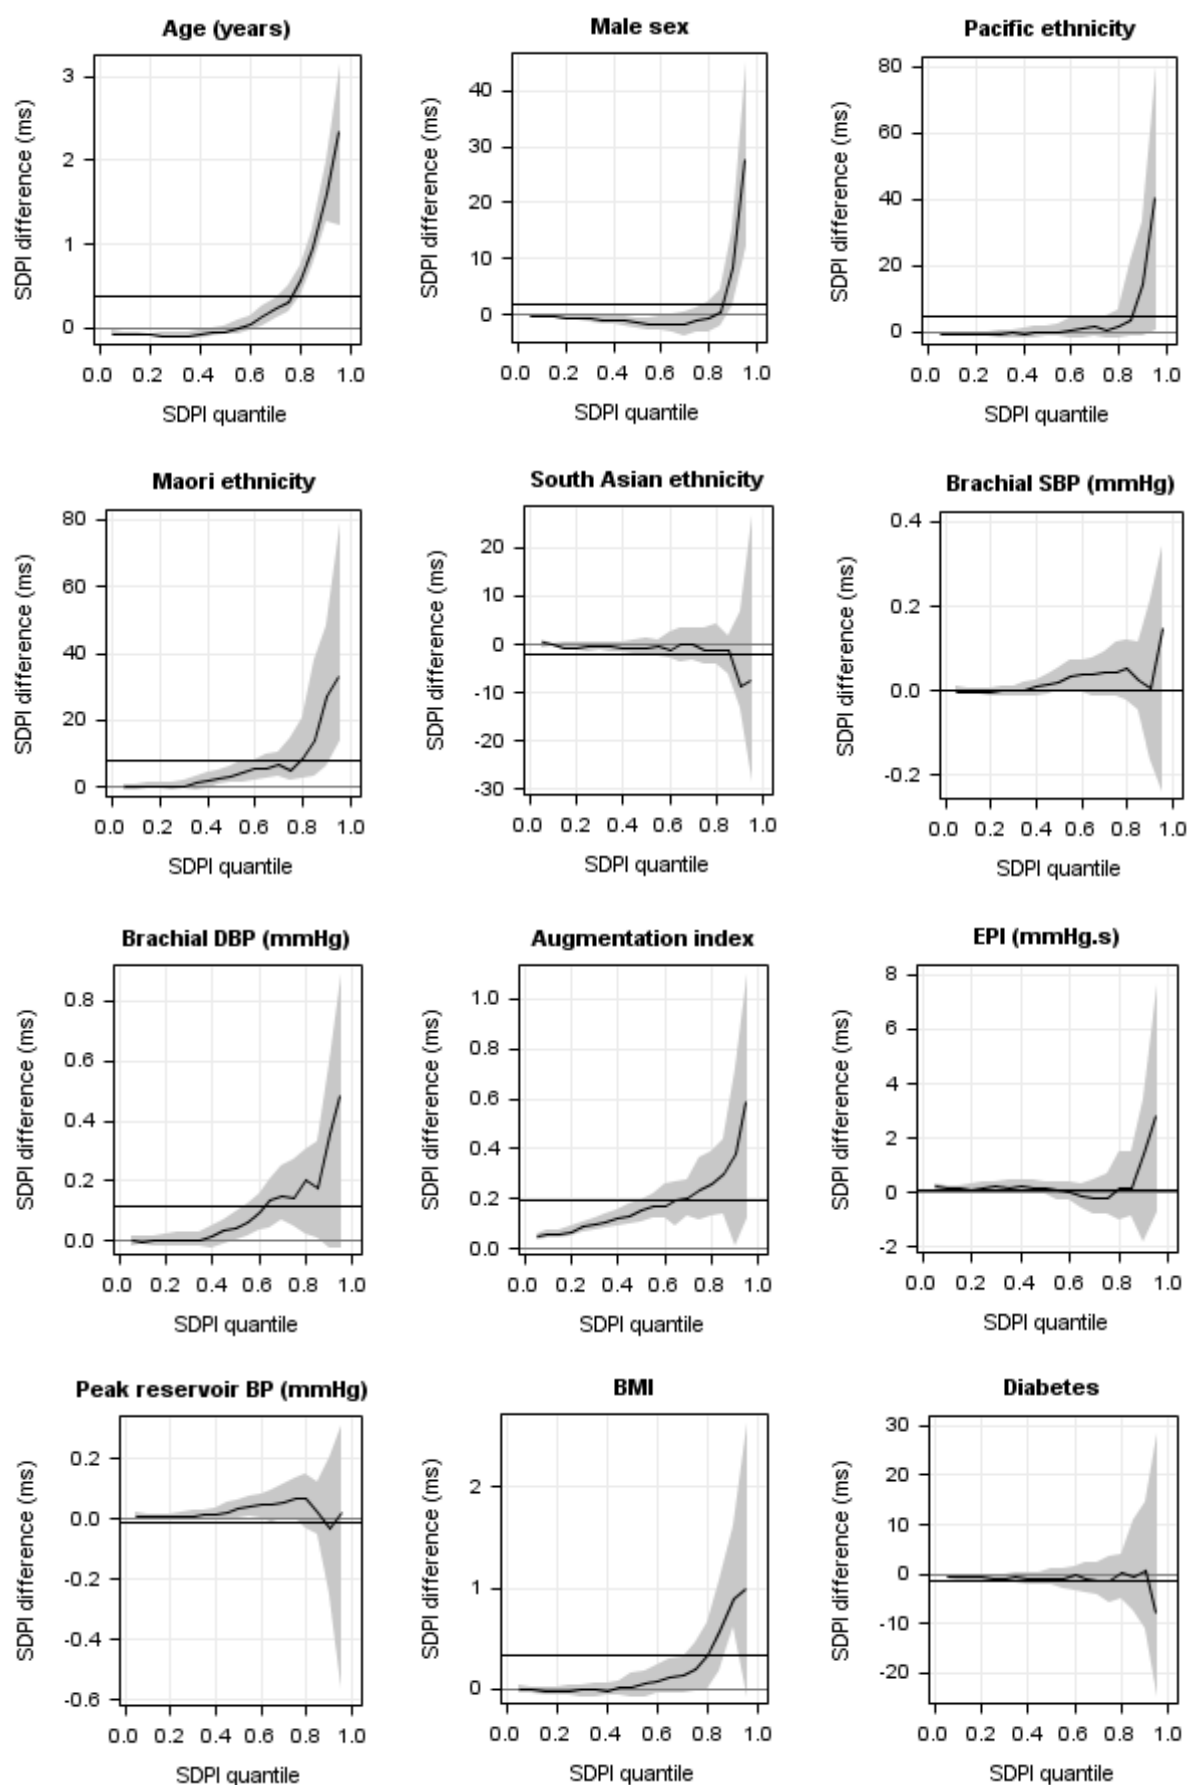 Age (years)
SDPI difference (ms)
3
2
1
0
0.0 0.2 0.4 0.6 0.8 1.0
SDPI quantile
Male sex
SDPI difference (ms)
40
30
20
10
0
0.0 0.2 0.4 0.6 0.8 1.0
SDPI quantile
Pacific ethnicity
SDPI difference (ms)
80
60
40
20
0
0.0 0.2 0.4 0.6 0.8 1.0
SDPI quantile
Maori ethnicity
SDPI difference (ms)
80
60
40
20
0
0.0 0.2 0.4 0.6 0.8 1.0
SDPI quantile
South Asian ethnicity
SDPI difference (ms)
20
10
0
-10
-20
-30
0.0 0.2 0.4 0.6 0.8 1.0
SDPI quantile
Brachial SBP (mmHg)
SDPI difference (ms)
0.4
0.2
0.0
-0.2
0.0 0.2 0.4 0.6 0.8 1.0
SDPI quantile
Brachial DBP (mmHg)
SDPI difference (ms)
0.8
0.6
0.4
0.2
0.0
0.0 0.2 0.4 0.6 0.8 1.0
SDPI quantile
Augmentation index
SDPI difference (ms)
1.0
0.8
0.6
0.4
0.2
0.0
0.0 0.2 0.4 0.6 0.8 1.0
SDPI quantile
EPI (mmHg.s)
SDPI difference (ms)
8
6
4
2
0
-2
0.0 0.2 0.4 0.6 0.8 1.0
SDPI quantile
Peak reservoir BP (mmHg)
SDPI difference (ms)
0.2
0.0
-0.2
-0.4
-0.6
0.0 0.2 0.4 0.6 0.8 1.0
SDPI quantile
BMI
SDPI difference (ms)
2
1
0
0.0 0.2 0.4 0.6 0.8 1.0
SDPI quantile
Diabetes
SDPI difference (ms)
30
20
10
0
-10
-20
0.0 0.2 0.4 0.6 0.8 1.0
SDPI quantile